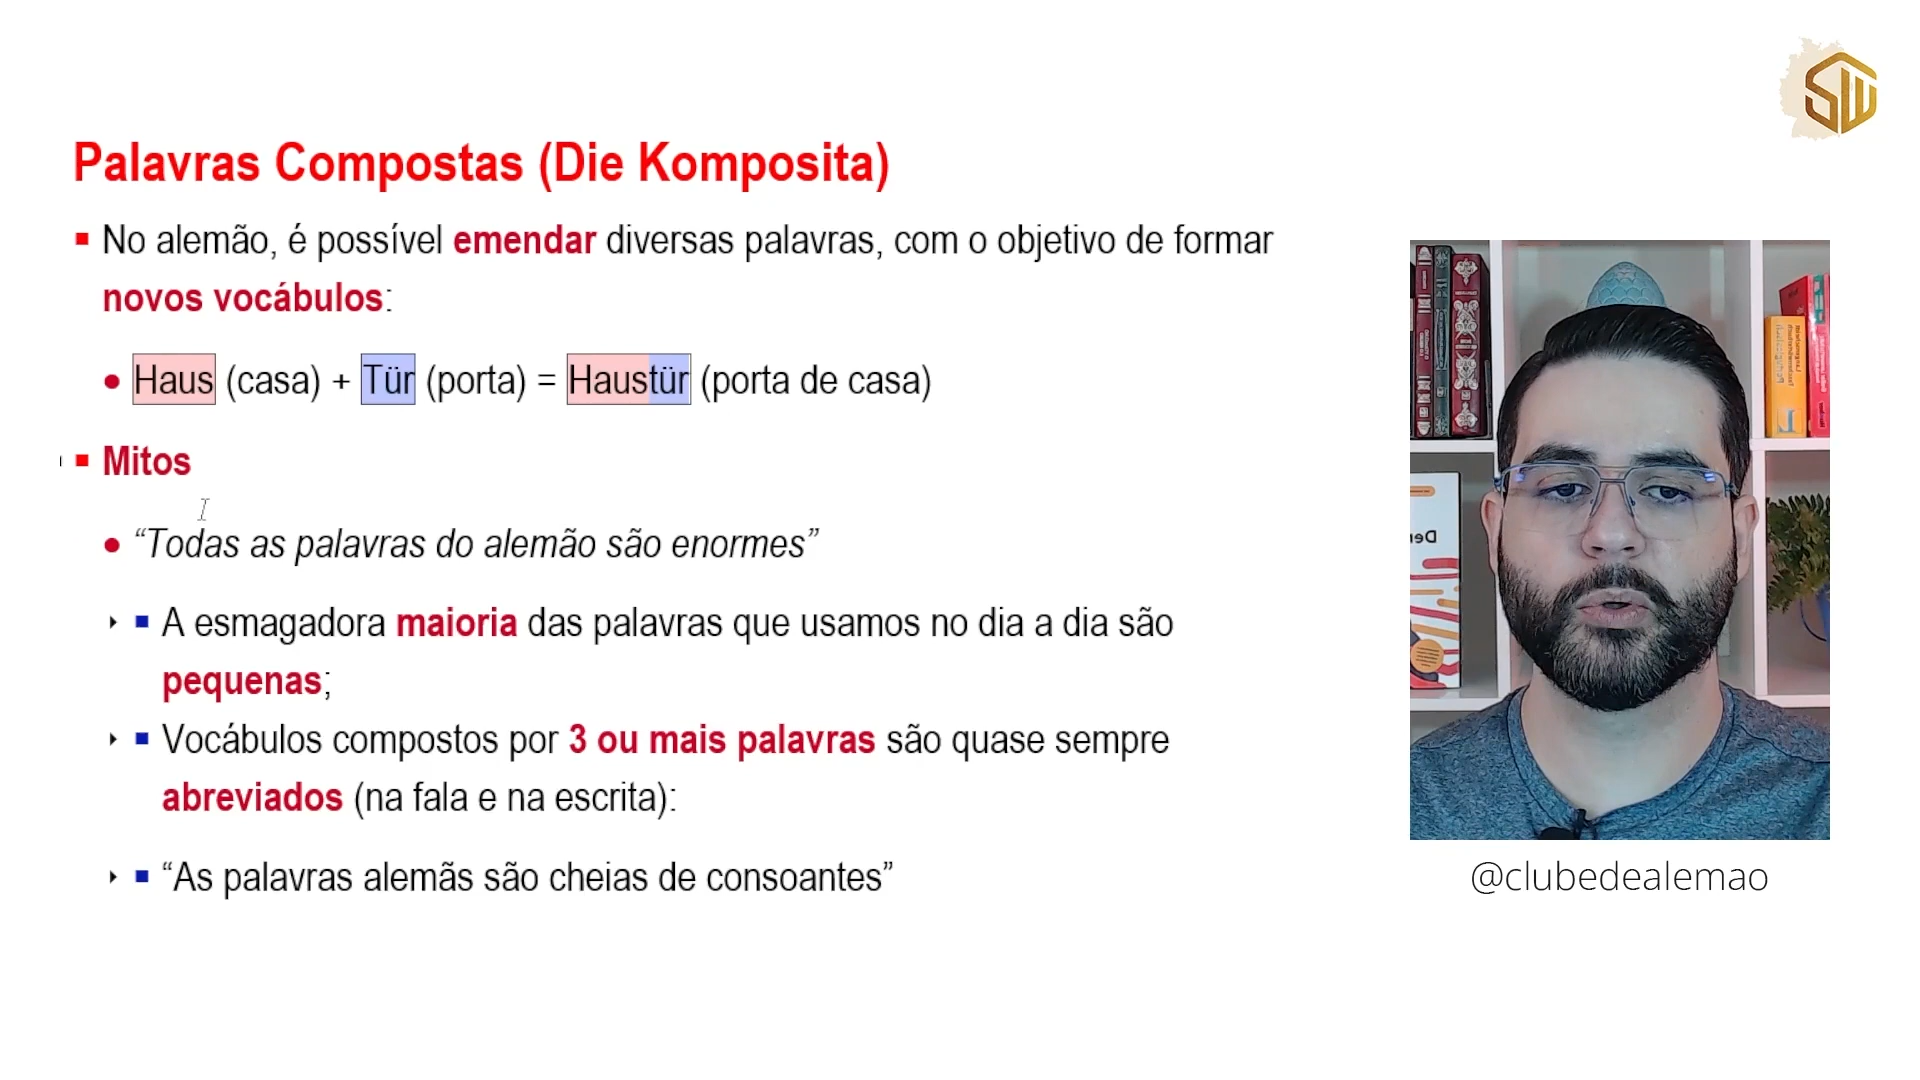 Palavras Compostas (Die Komposita)
No alemão, é possível emendar diversas palavras, com o objetivo de formar
novos vocábulos:
Haus (casa) + Tür (porta) = Haustür (porta de casa)
Mitos
“Todas as palavras do alemão são enormes”
A esmagadora maioria das palavras que usamos no dia a dia são
pequenas;
Vocábulos compostos por 3 ou mais palavras são quase sempre
abreviados (na fala e na escrita):
“As palavras alemãs são cheias de consoantes”
@clubedealemao